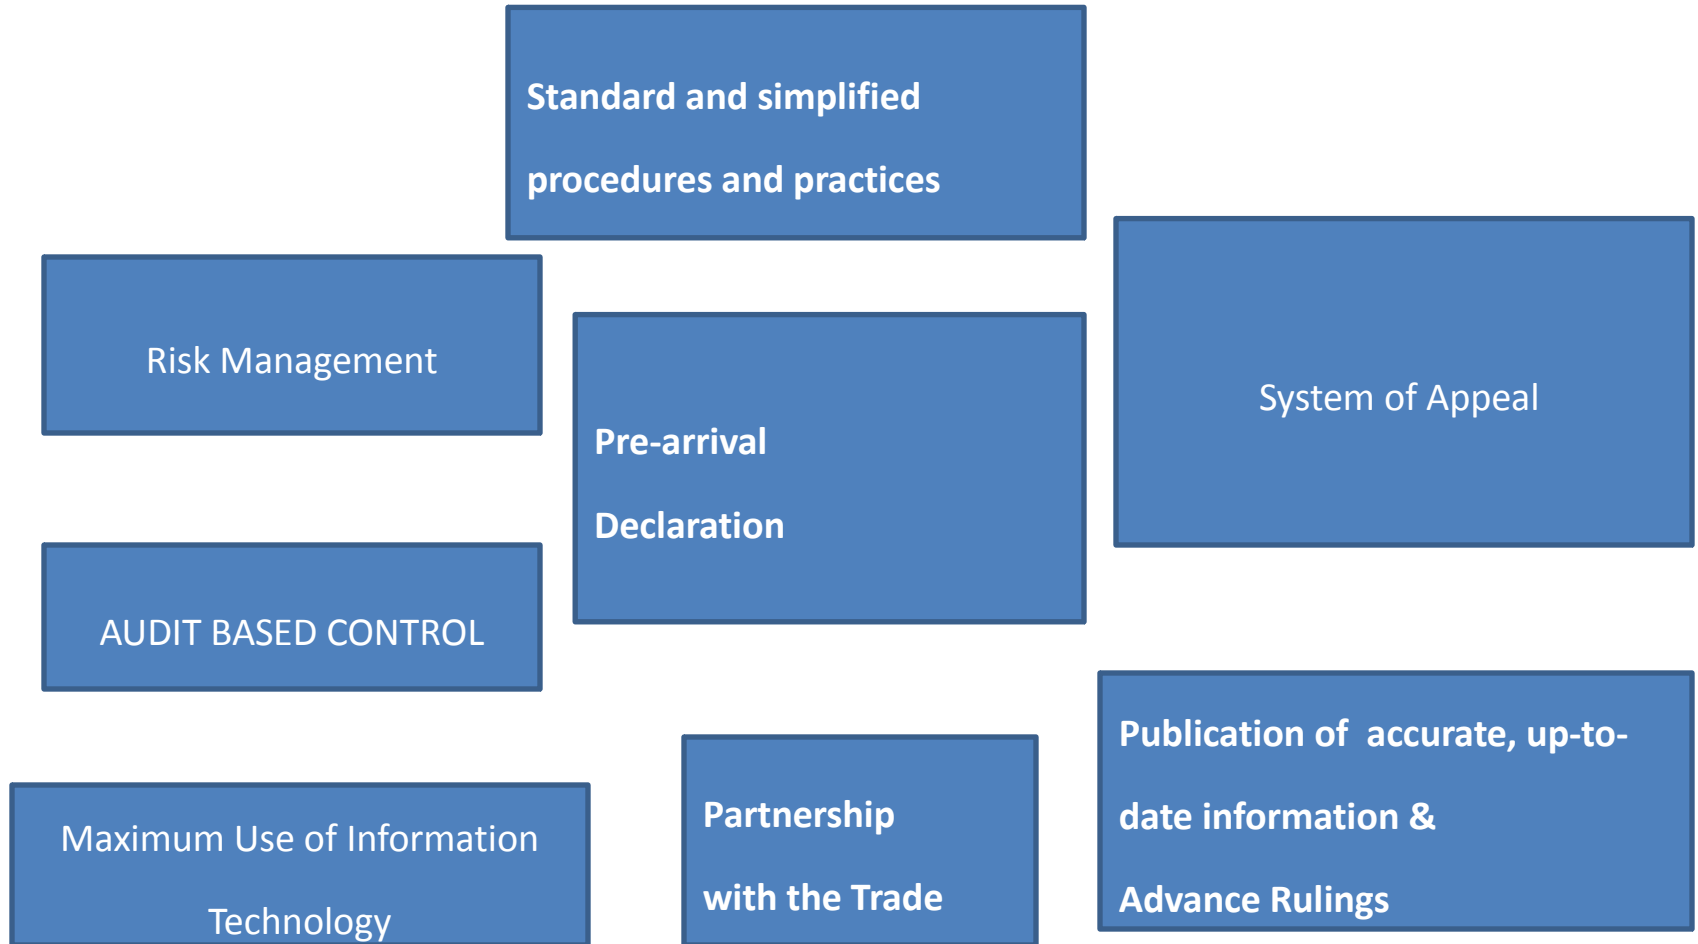 Standard and simplified
procedures and practices
Risk Management
System of Appeal
Pre-arrival
Declaration
AUDIT BASED CONTROL
Publication of  accurate, up-to-
date information &
Advance Rulings
Partnership
with the Trade
Maximum Use of Information
Technology